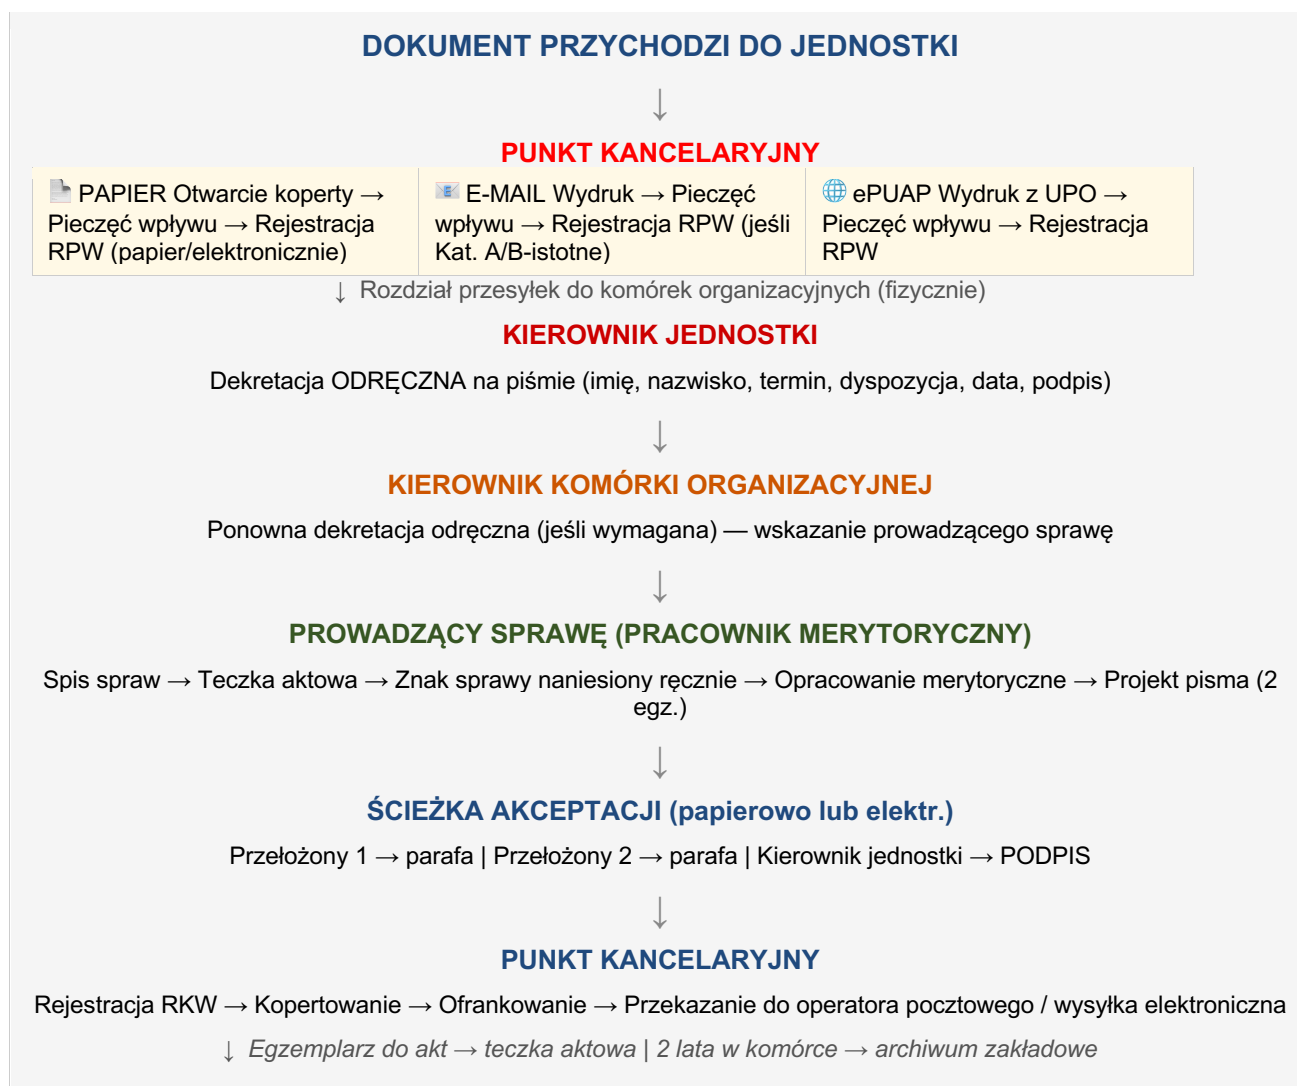 DOKUMENT PRZYCHODZI DO JEDNOSTKI
↓
PUNKT KANCELARYJNY
PAPIER Otwarcie koperty →
Pieczęć wpływu → Rejestracja
RPW (papier/elektronicznie)
E-MAIL Wydruk → Pieczęć
wpływu → Rejestracja RPW (jeśli
Kat. A/B-istotne)
ePUAP Wydruk z UPO →
Pieczęć wpływu → Rejestracja
RPW
↓ Rozdział przesyłek do komórek organizacyjnych (fizycznie)
KIEROWNIK JEDNOSTKI
Dekretacja ODRĘCZNA na piśmie (imię, nazwisko, termin, dyspozycja, data, podpis)
↓
KIEROWNIK KOMÓRKI ORGANIZACYJNEJ
Ponowna dekretacja odręczna (jeśli wymagana) — wskazanie prowadzącego sprawę
↓
PROWADZĄCY SPRAWĘ (PRACOWNIK MERYTORYCZNY)
Spis spraw → Teczka aktowa → Znak sprawy naniesiony ręcznie → Opracowanie merytoryczne → Projekt pisma (2
egz.)
↓
ŚCIEŻKA AKCEPTACJI (papierowo lub elektr.)
Przełożony 1 → parafa | Przełożony 2 → parafa | Kierownik jednostki → PODPIS
↓
PUNKT KANCELARYJNY
Rejestracja RKW → Kopertowanie → Ofrankowanie → Przekazanie do operatora pocztowego / wysyłka elektroniczna
↓ Egzemplarz do akt → teczka aktowa | 2 lata w komórce → archiwum zakładowe